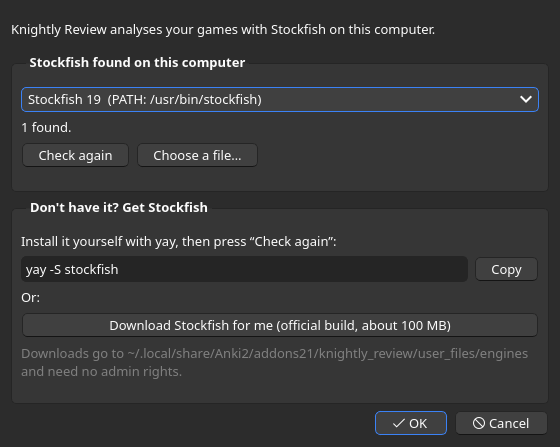 Knightly Review analyses your games with Stockfish on this computer.
Stockfish found on this computer
Stockfish 19 (PATH: /usr/bin/stockfish)
1 found.
Check again
Choose a file...
Don't have it? Get Stockfish
Install it yourself with yay, then press “Check again”:
yay -S stockfish
Copy
Or:
Download Stockfish for me (official build, about 100 MB)
Downloads go to ~/.local/share/Anki2/addons21/knightly_review/user_files/engines
and need no admin rights.
OK
Cancel